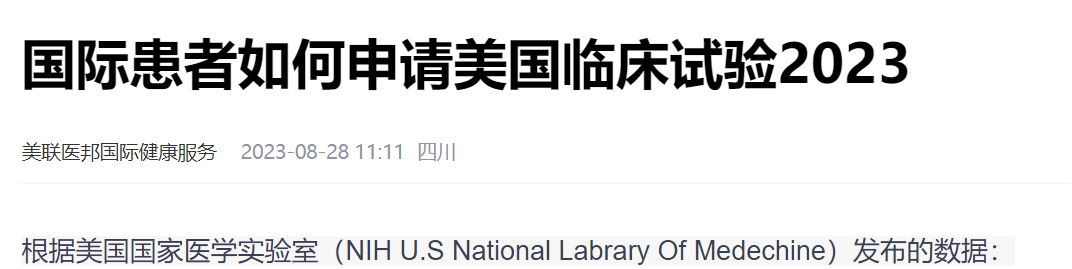 国际患者如何申请美国临床试验2023
美联医邦国际健康服务 2023-08-28 11:11 四川
根据美国国家医学实验室（NIH U.S National Labrary Of Medechine）发布的数据：